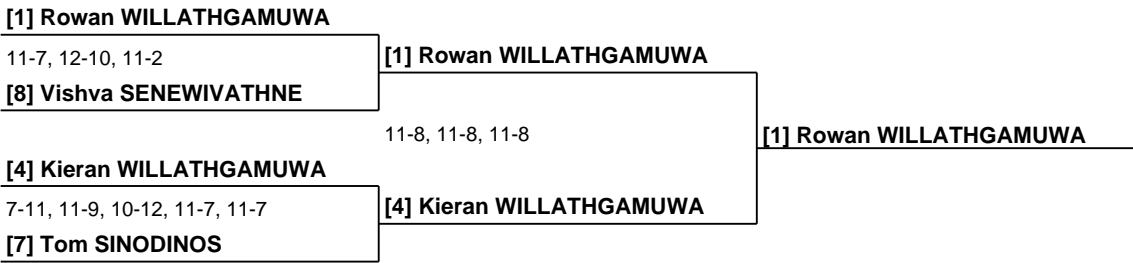 [1] Rowan WILLATHGAMUWA
11-7, 12-10, 11-2
[1] Rowan WILLATHGAMUWA
[8] Vishva SENEWIVATHNE
11-8, 11-8, 11-8
[1] Rowan WILLATHGAMUWA
[4] Kieran WILLATHGAMUWA
7-11, 11-9, 10-12, 11-7, 11-7
[4] Kieran WILLATHGAMUWA
[7] Tom SINODINOS